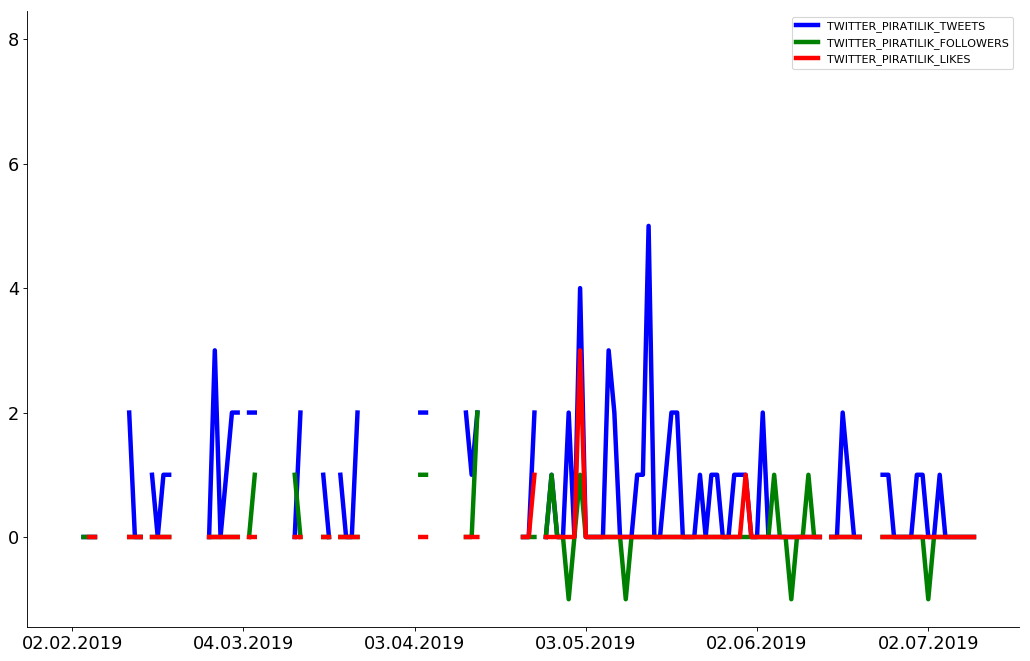 TWITTER_PIRATILIK_TWEETS
TWITTER_PIRATILIK_FOLLOWERS
TWITTER_PIRATILIK_LIKES
8
6
4
2
0
02.02.2019 04.03.2019 03.04.2019 03.05.2019 02.06.2019 02.07.2019